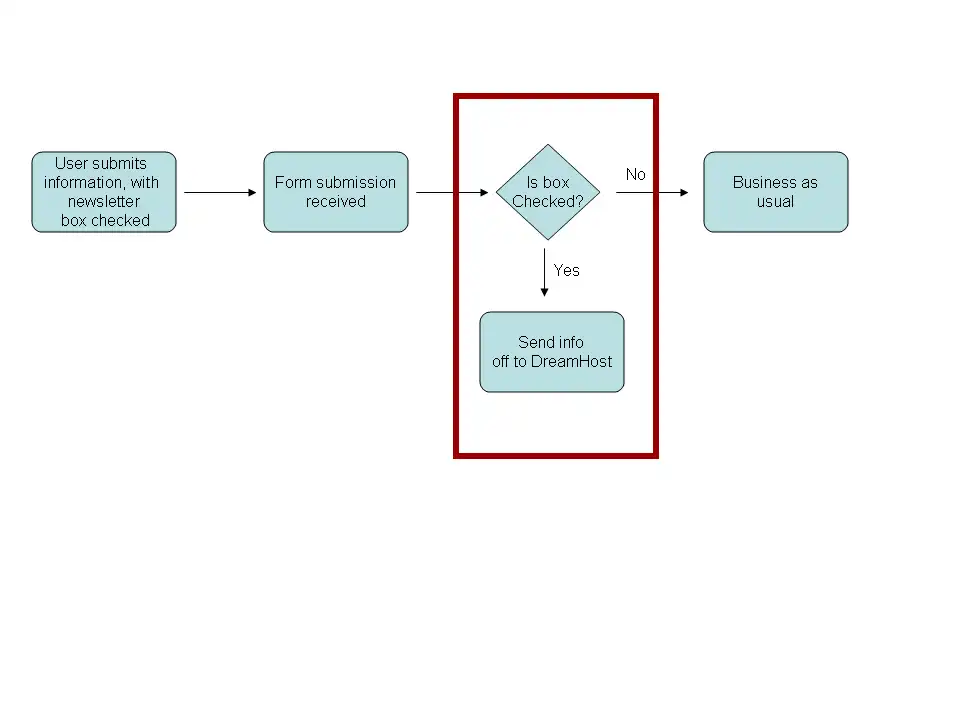 User submits
information, with
newsletter
box checked
Form submission
received
Is box
Checked?
No
Business as
usual
Yes
Send info
off to DreamHost